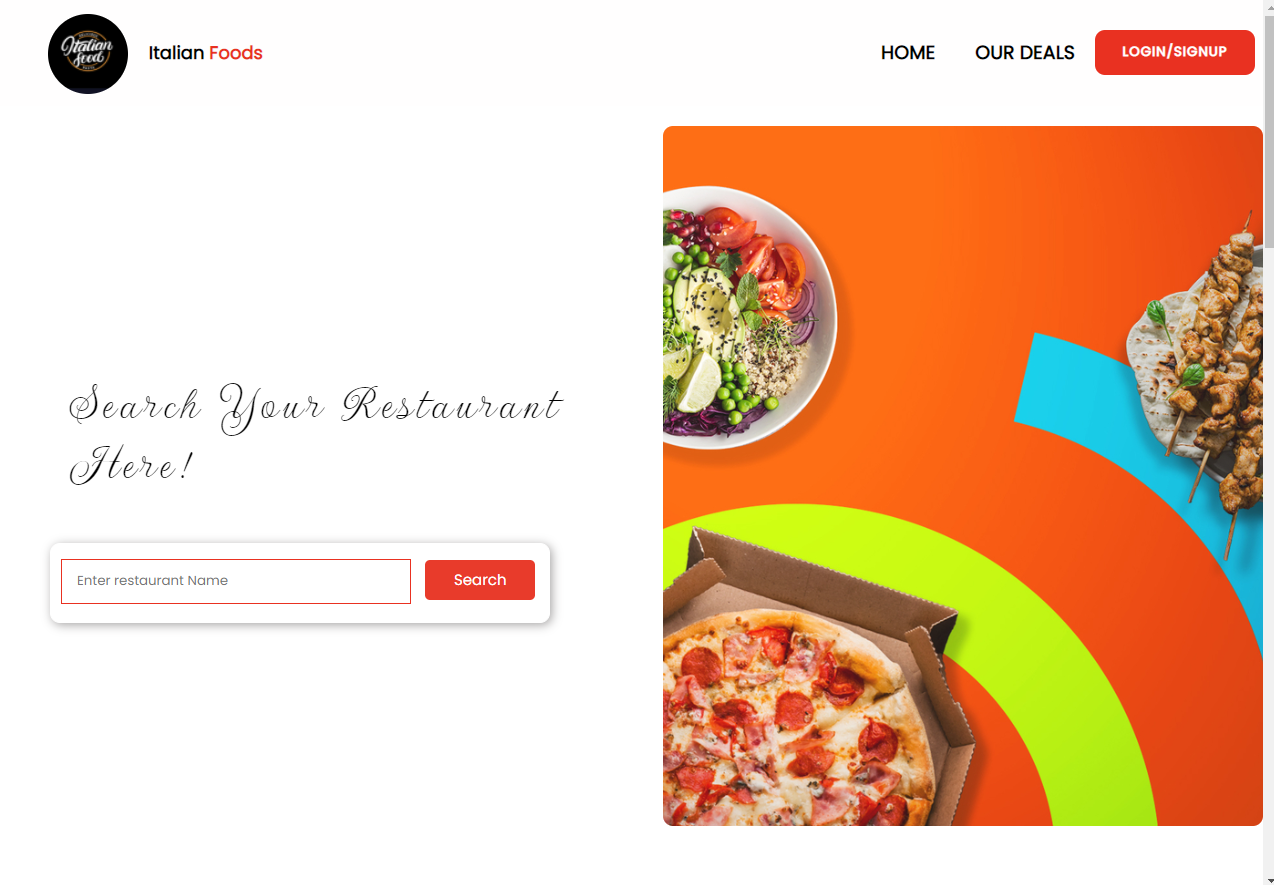 Italian food
Italian Foods
HOME
OUR DEALS
LOGIN/SIGNUP
Search Your Restaurant
Here!
Enter restaurant Name
Search